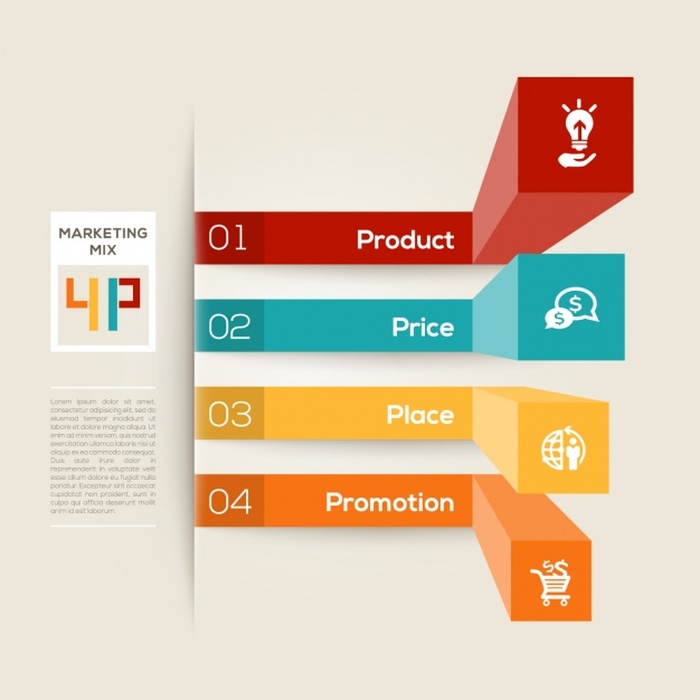 MARKETING
MIX
4P
Lorem ipsum dolor sit amet,
consectetur adipisicing elit, sed do
eiusmod tempor incididunt ut
labore et dolore magna aliqua. Ut
enim ad minim veniam, quis nostrud
exercitation ullamco laboris nisi ut
aliquip ex ea commodo consequat.
Duis aute irure dolor in
reprehenderit in voluptate velit
esse cillum dolore eu fugiat nulla
pariatur. Excepteur sint occaecat
cupidatat non proident, sunt in
culpa qui officia deserunt mollit
anim id est laborum.
01 Product
02 Price
$ $
03 Place
04 Promotion
$$